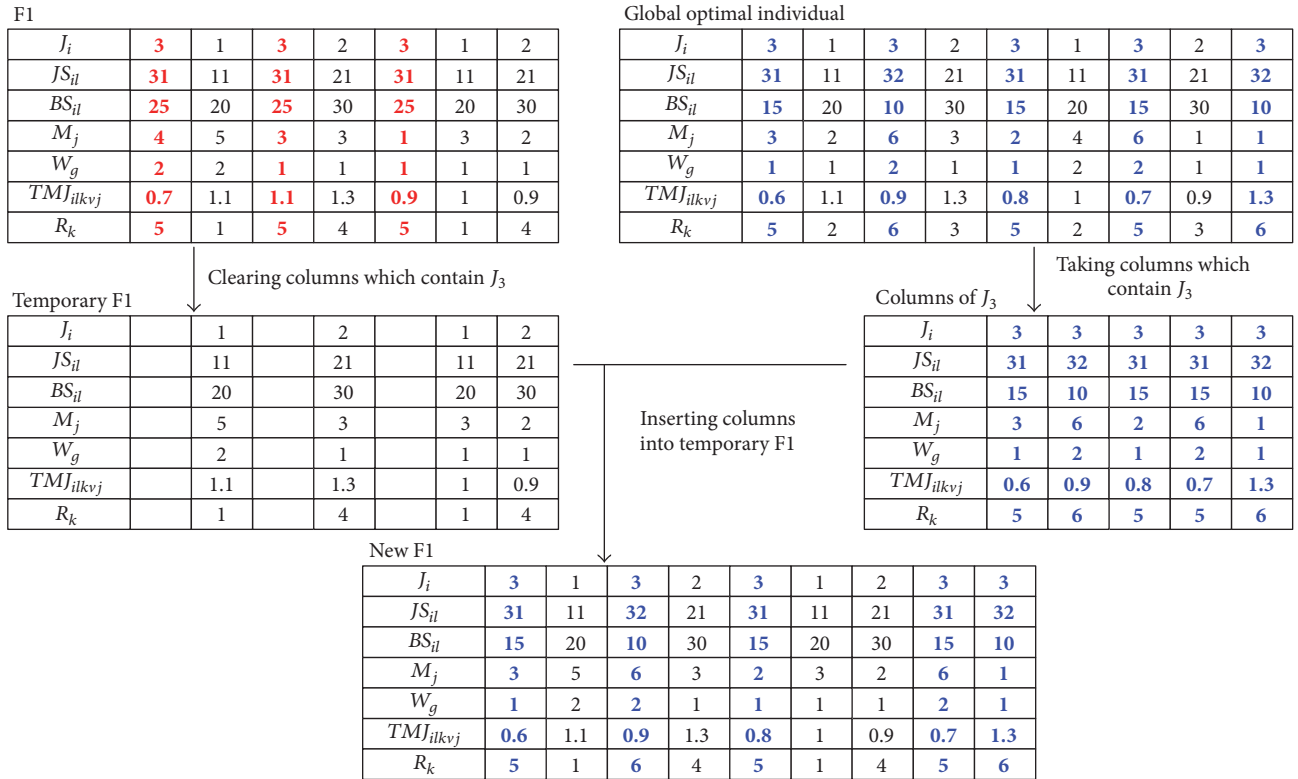 F1
J_i 3 1 3 2 3 1 2
JS_il 31 11 31 21 31 11 21
BS_il 25 20 25 30 25 20 30
M_j 4 5 3 3 1 3 2
W_g 2 2 1 1 1 1 1
TMJ_ilkvj 0.7 1.1 1.1 1.3 0.9 1 0.9
R_k 5 1 5 4 5 1 4
Global optimal individual
J_i 3 1 3 2 3 1 3 2 3
JS_il 31 11 32 21 31 11 31 21 32
BS_il 15 20 10 30 15 20 15 30 10
M_j 3 2 6 3 2 4 6 1 1
W_g 1 1 2 1 1 2 2 1 1
TMJ_ilkvj 0.6 1.1 0.9 1.3 0.8 1 0.7 0.9 1.3
R_k 5 2 6 3 5 2 5 3 6
Clearing columns which contain J_3
Taking columns which
contain J_3
Temporary F1
J_i 1 2 1 2
JS_il 11 21 11 21
BS_il 20 30 20 30
M_j 5 3 3 2
W_g 2 1 1 1
TMJ_ilkvj 1.1 1.3 1 0.9
R_k 1 4 1 4
Inserting columns
into temporary F1
Columns of J_3
J_i 3 3 3 3 3
JS_il 31 32 31 31 32
BS_il 15 10 15 15 10
M_j 3 6 2 6 1
W_g 1 2 1 2 1
TMJ_ilkvj 0.6 0.9 0.8 0.7 1.3
R_k 5 6 5 5 6
New F1
J_i 3 1 3 2 3 1 2 3 3
JS_il 31 11 32 21 31 11 21 31 32
BS_il 15 20 10 30 15 20 30 15 10
M_j 3 5 6 3 2 3 2 6 1
W_g 1 2 2 1 1 1 1 2 1
TMJ_ilkvj 0.6 1.1 0.9 1.3 0.8 1 0.9 0.7 1.3
R_k 5 1 6 4 5 1 4 5 6